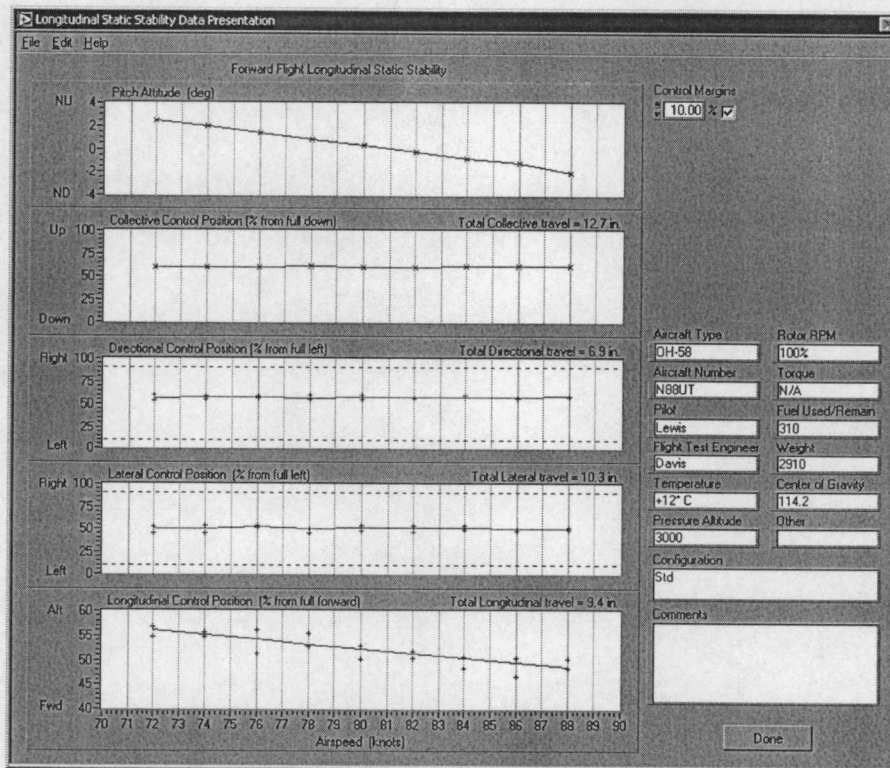 Longitudinal Static Stability Data Presentation
File Edit Help
Forward Flight Longitudinal Static Stability
Pitch Altitude (deg)
NU
4
2
0
-2
ND
-4
Collective Control Position (% from full down) Total Collective travel = 12.7 in.
Up
100
75
50
25
Down
0
Directional Control Position (% from full left) Total Directional travel = 6.9 in.
Right
100
75
50
25
Left
0
Lateral Control Position (% from full left) Total Lateral travel = 10.3 in.
Right
100
75
50
25
Left
0
Longitudinal Control Position (% from full forward) Total Longitudinal travel = 9.4 in.
Aft
60
55
50
45
Fwd
40
70 71 72 73 74 75 76 77 78 79 80 81 82 83 84 85 86 87 88 89 90
Airspeed (knots)
Control Margins
10.00 %
Aircraft Type
OH-58
Rotor RPM
100%
Aircraft Number
N88UT
Torque
N/A
Pilot
Lewis
Fuel Used/Remain
310
Flight Test Engineer
Davis
Weight
2910
Temperature
+12° C
Center of Gravity
114.2
Pressure Altitude
3000
Other
Configuration
Std
Comments
Done